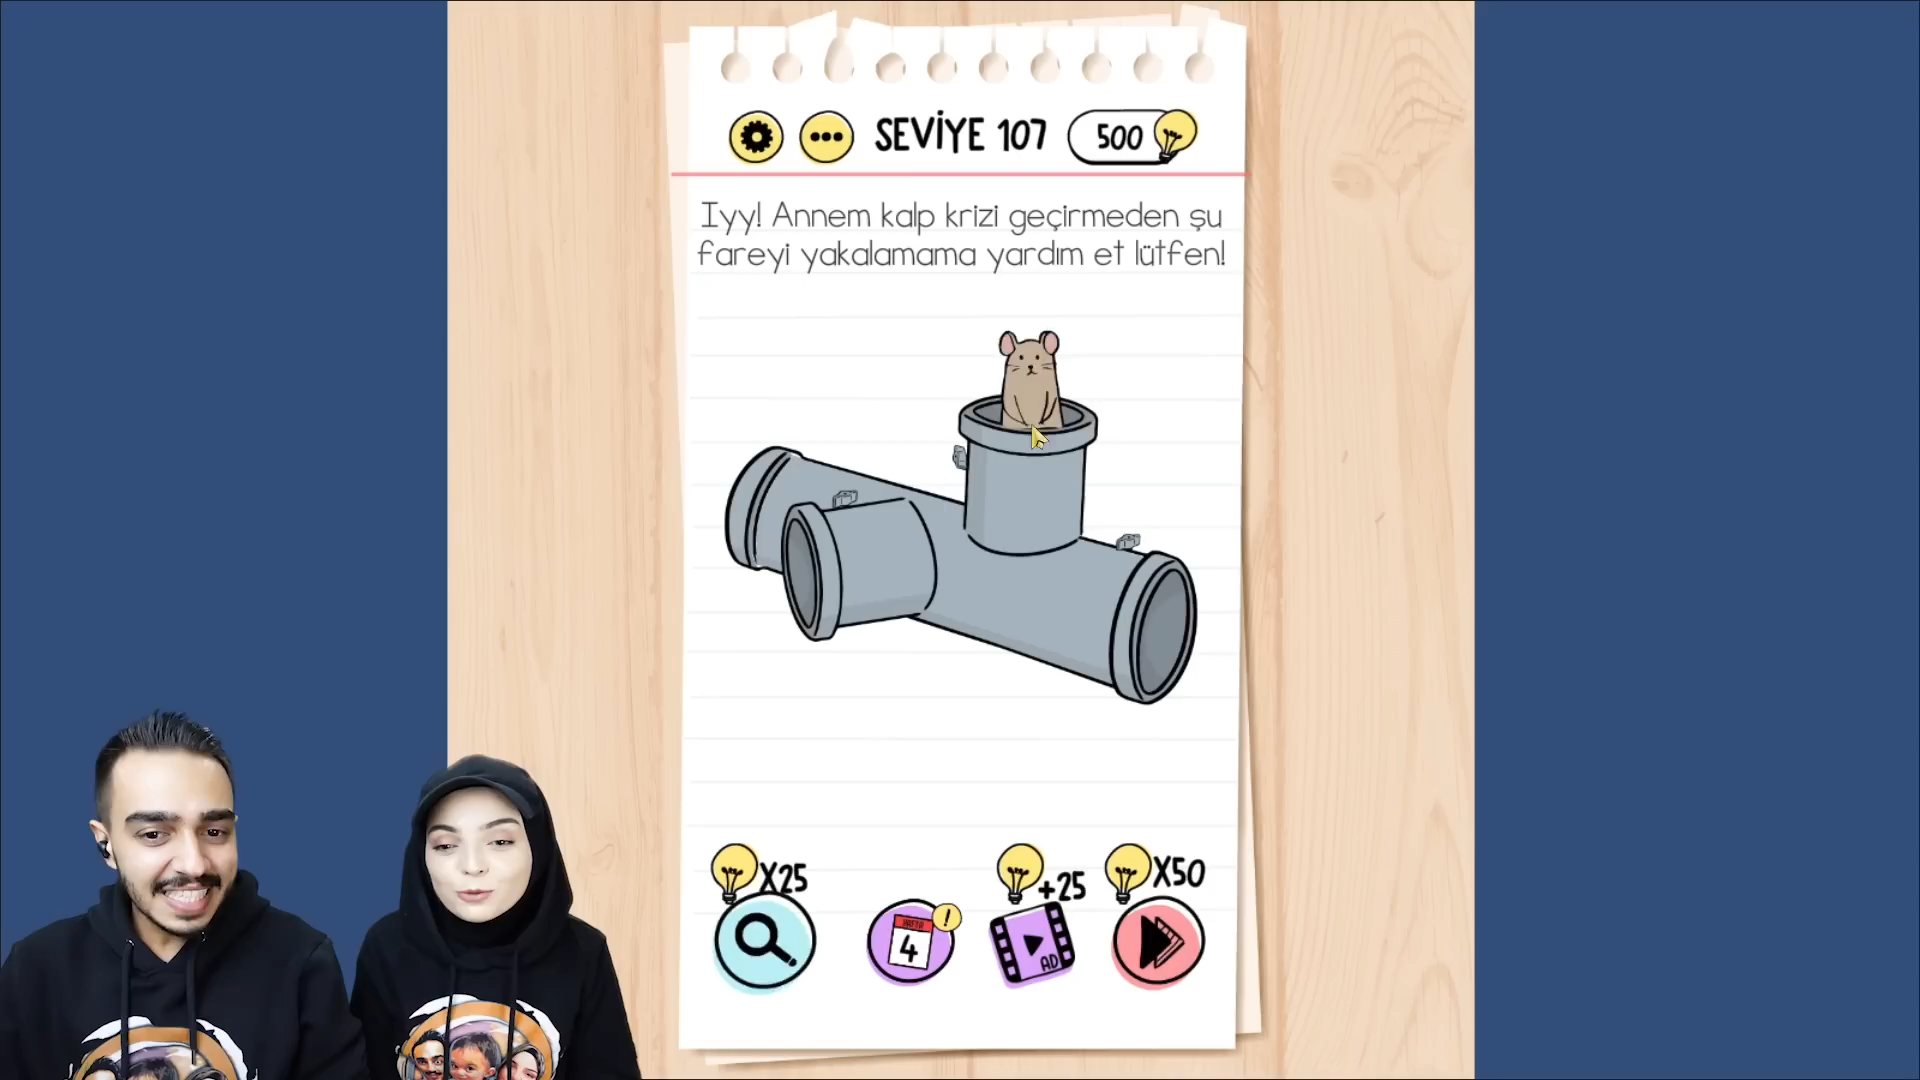 SEVİYE 107
500
Iyy! Annem kalp krizi geçirmeden şu
fareyi yakalamama yardım et lütfen!
X25
+25
X50
4
AD